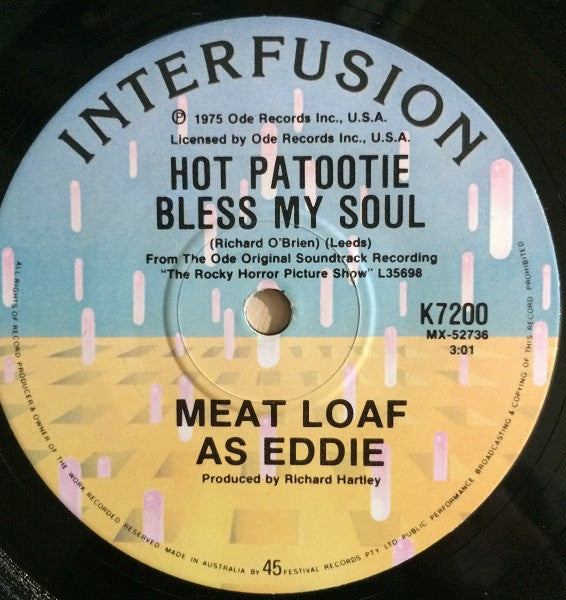 INTERFUSION
℗ 1975 Ode Records Inc., U.S.A.
Licensed by Ode Records Inc., U.S.A.
HOT PATOOTIE
BLESS MY SOUL
(Richard O'Brien) (Leeds)
From The Ode Original Soundtrack Recording
"The Rocky Horror Picture Show" L35698
K7200
MX-52736
3:01
MEAT LOAF
AS EDDIE
Produced by Richard Hartley
ALL RIGHTS OF RECORD PRODUCER & OWNER OF THE WORK RECORDED RESERVED MADE IN AUSTRALIA BY 45 FESTIVAL RECORDS PTY LTD PUBLIC PERFORMANCE BROADCASTING & COPYING OF THIS RECORD PROHIBITED